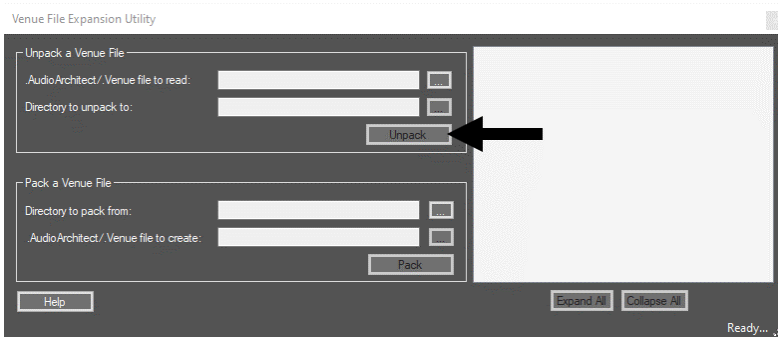 Venue File Expansion Utility
Unpack a Venue File
.AudioArchitect/.Venue file to read:
...
Directory to unpack to:
...
Unpack
Pack a Venue File
Directory to pack from:
...
.AudioArchitect/.Venue file to create:
...
Pack
Help
Expand All
Collapse All
Ready...